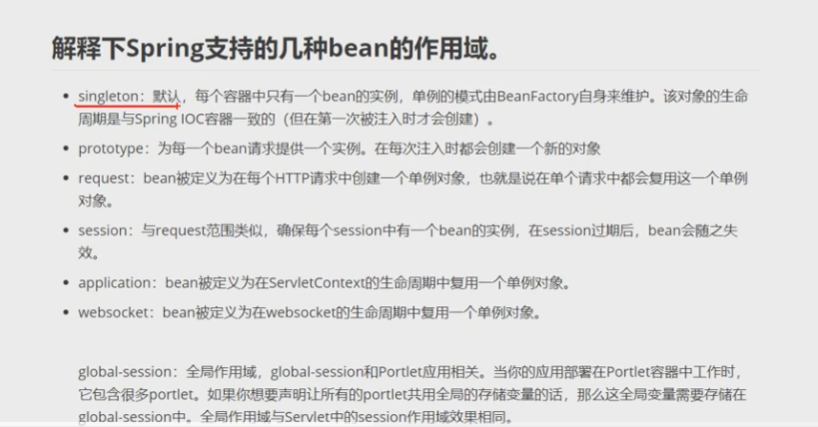 解释下Spring支持的几种bean的作用域。
singleton：默认，每个容器中只有一个bean的实例，单例的模式由BeanFactory自身来维护。该对象的生命
周期是与Spring IOC容器一致的（但在第一次被注入时才会创建）。
prototype：为每一个bean请求提供一个实例。在每次注入时都会创建一个新的对象
request：bean被定义为在每个HTTP请求中创建一个单例对象，也就是说在单个请求中都会复用这一个单例
对象。
session：与request范围类似，确保每个session中有一个bean的实例，在session过期后，bean会随之失
效。
application：bean被定义为在ServletContext的生命周期中复用一个单例对象。
websocket：bean被定义为在websocket的生命周期中复用一个单例对象。
global-session：全局作用域，global-session和Portlet应用相关。当你的应用部署在Portlet容器中工作时，
它包含很多portlet。如果你想要声明让所有的portlet共用全局的存储变量的话，那么这全局变量需要存储在
global-session中。全局作用域与Servlet中的session作用域效果相同。